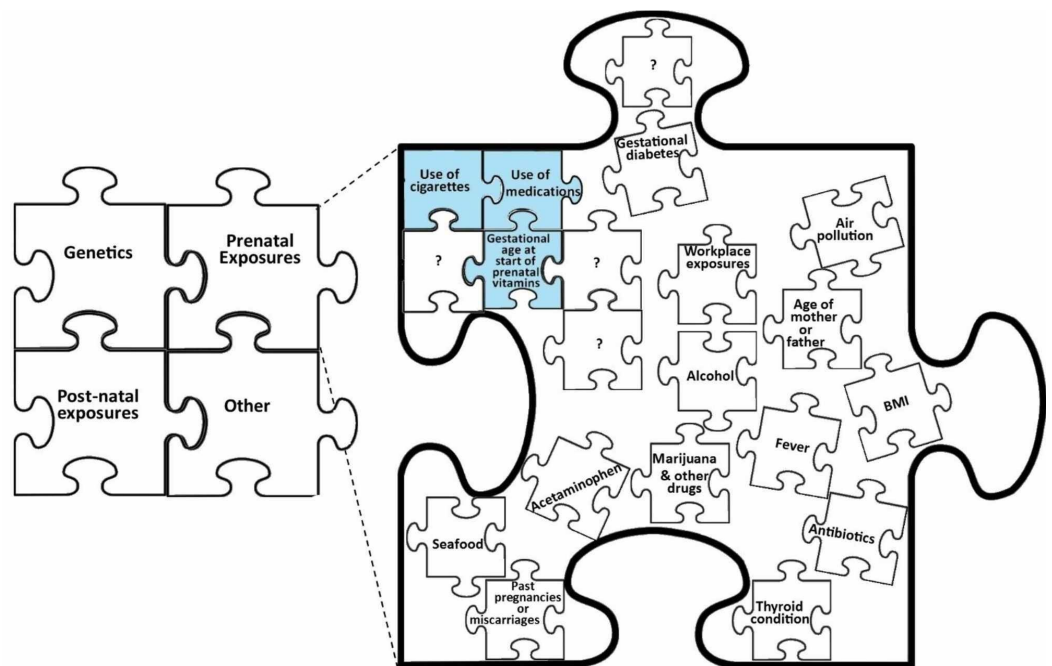 Genetics
Prenatal
Exposures
Post-natal
exposures
Other
?
Gestational
diabetes
Use of
cigarettes
Use of
medications
?
Gestational
age at
start of
prenatal
vitamins
?
?
Workplace
exposures
Air
pollution
Age of
mother
or
father
Alcohol
BMI
Fever
Marijuana
& other
drugs
Acetaminophen
Antibiotics
Seafood
Past
pregnancies
or
miscarriages
Thyroid
condition